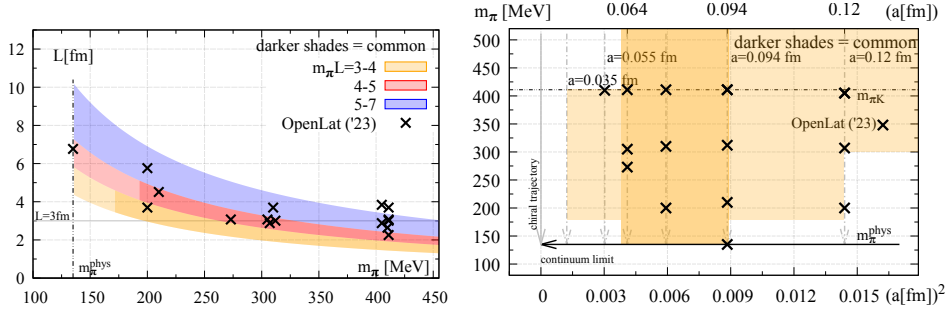 12
10
8
6
4
2
0
L[fm]
darker shades = common
mπL=3-4
4-5
5-7
OpenLat ('23)
L=3fm
mπ^phys
mπ [MeV]
100 150 200 250 300 350 400 450
mπ [MeV]
0.064 0.094 0.12 (a[fm])
500
450
400
350
300
250
200
150
100
darker shades = common
a=0.055 fm
a=0.094 fm
a=0.12 fm
a=0.035 fm
mπK
OpenLat ('23)
chiral trajectory
mπ^phys
continuum limit
0 0.003 0.006 0.009 0.012 0.015 (a[fm])²